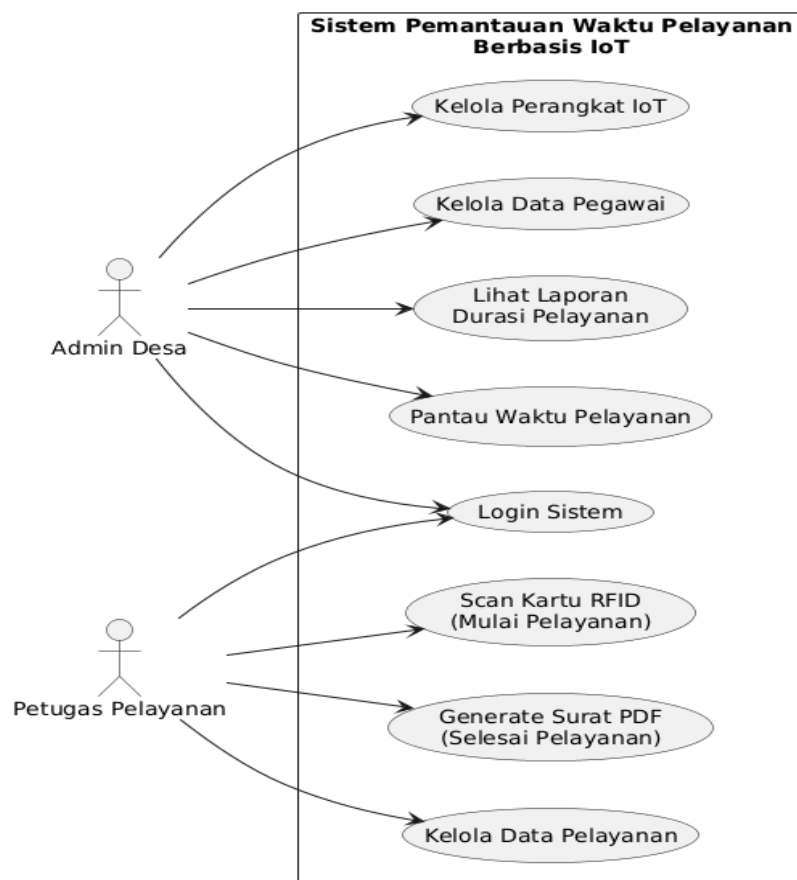 Sistem Pemantauan Waktu Pelayanan
Berbasis IoT
Kelola Perangkat IoT
Kelola Data Pegawai
Lihat Laporan
Durasi Pelayanan
Admin Desa
Pantau Waktu Pelayanan
Login Sistem
Scan Kartu RFID
(Mulai Pelayanan)
Petugas Pelayanan
Generate Surat PDF
(Selesai Pelayanan)
Kelola Data Pelayanan